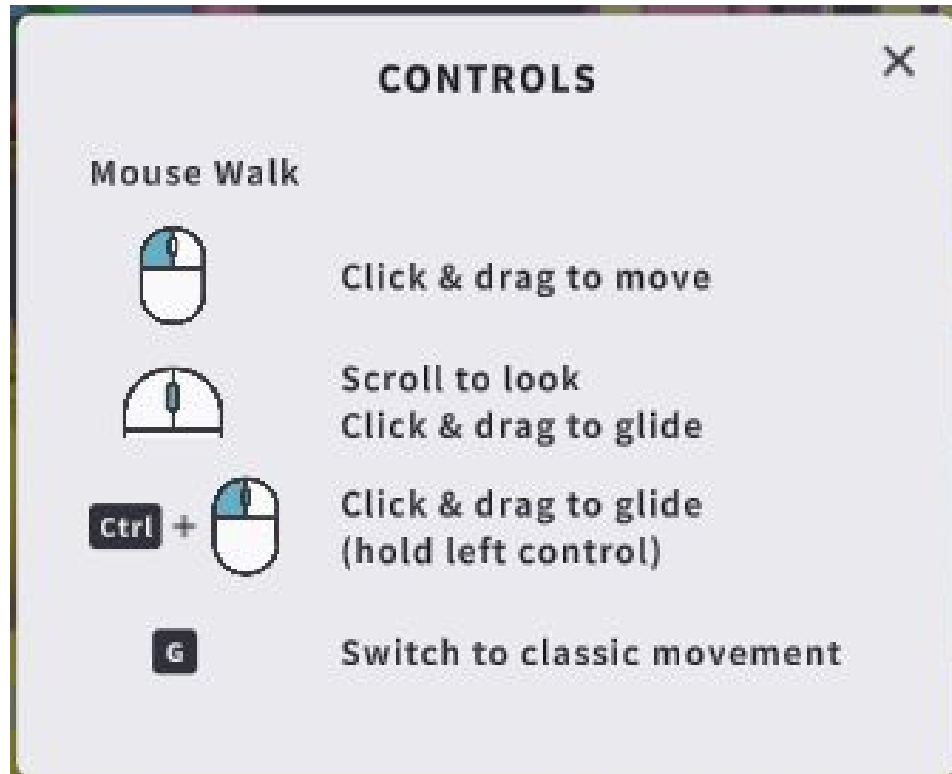 CONTROLS
Mouse Walk
Click & drag to move
Scroll to look
Click & drag to glide
Ctrl + Click & drag to glide
(hold left control)
G Switch to classic movement